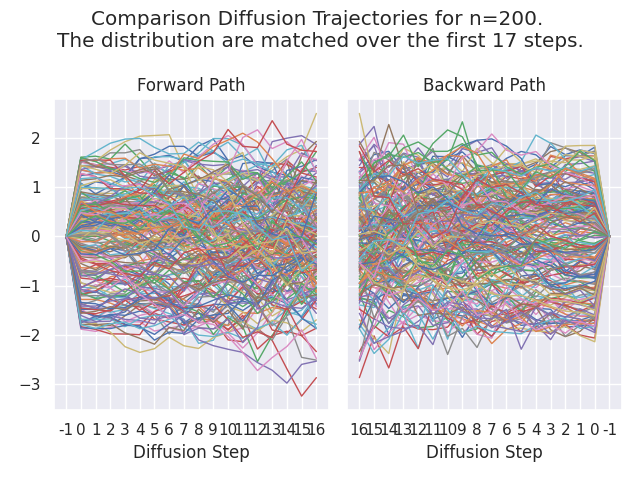 Comparison Diffusion Trajectories for n=200.
The distribution are matched over the first 17 steps.
Forward Path
Backward Path
2
1
0
−1
−2
−3
-1 0 1 2 3 4 5 6 7 8 9 10 11 12 13 14 15 16
16 15 14 13 12 11 10 9 8 7 6 5 4 3 2 1 0 -1
Diffusion Step
Diffusion Step